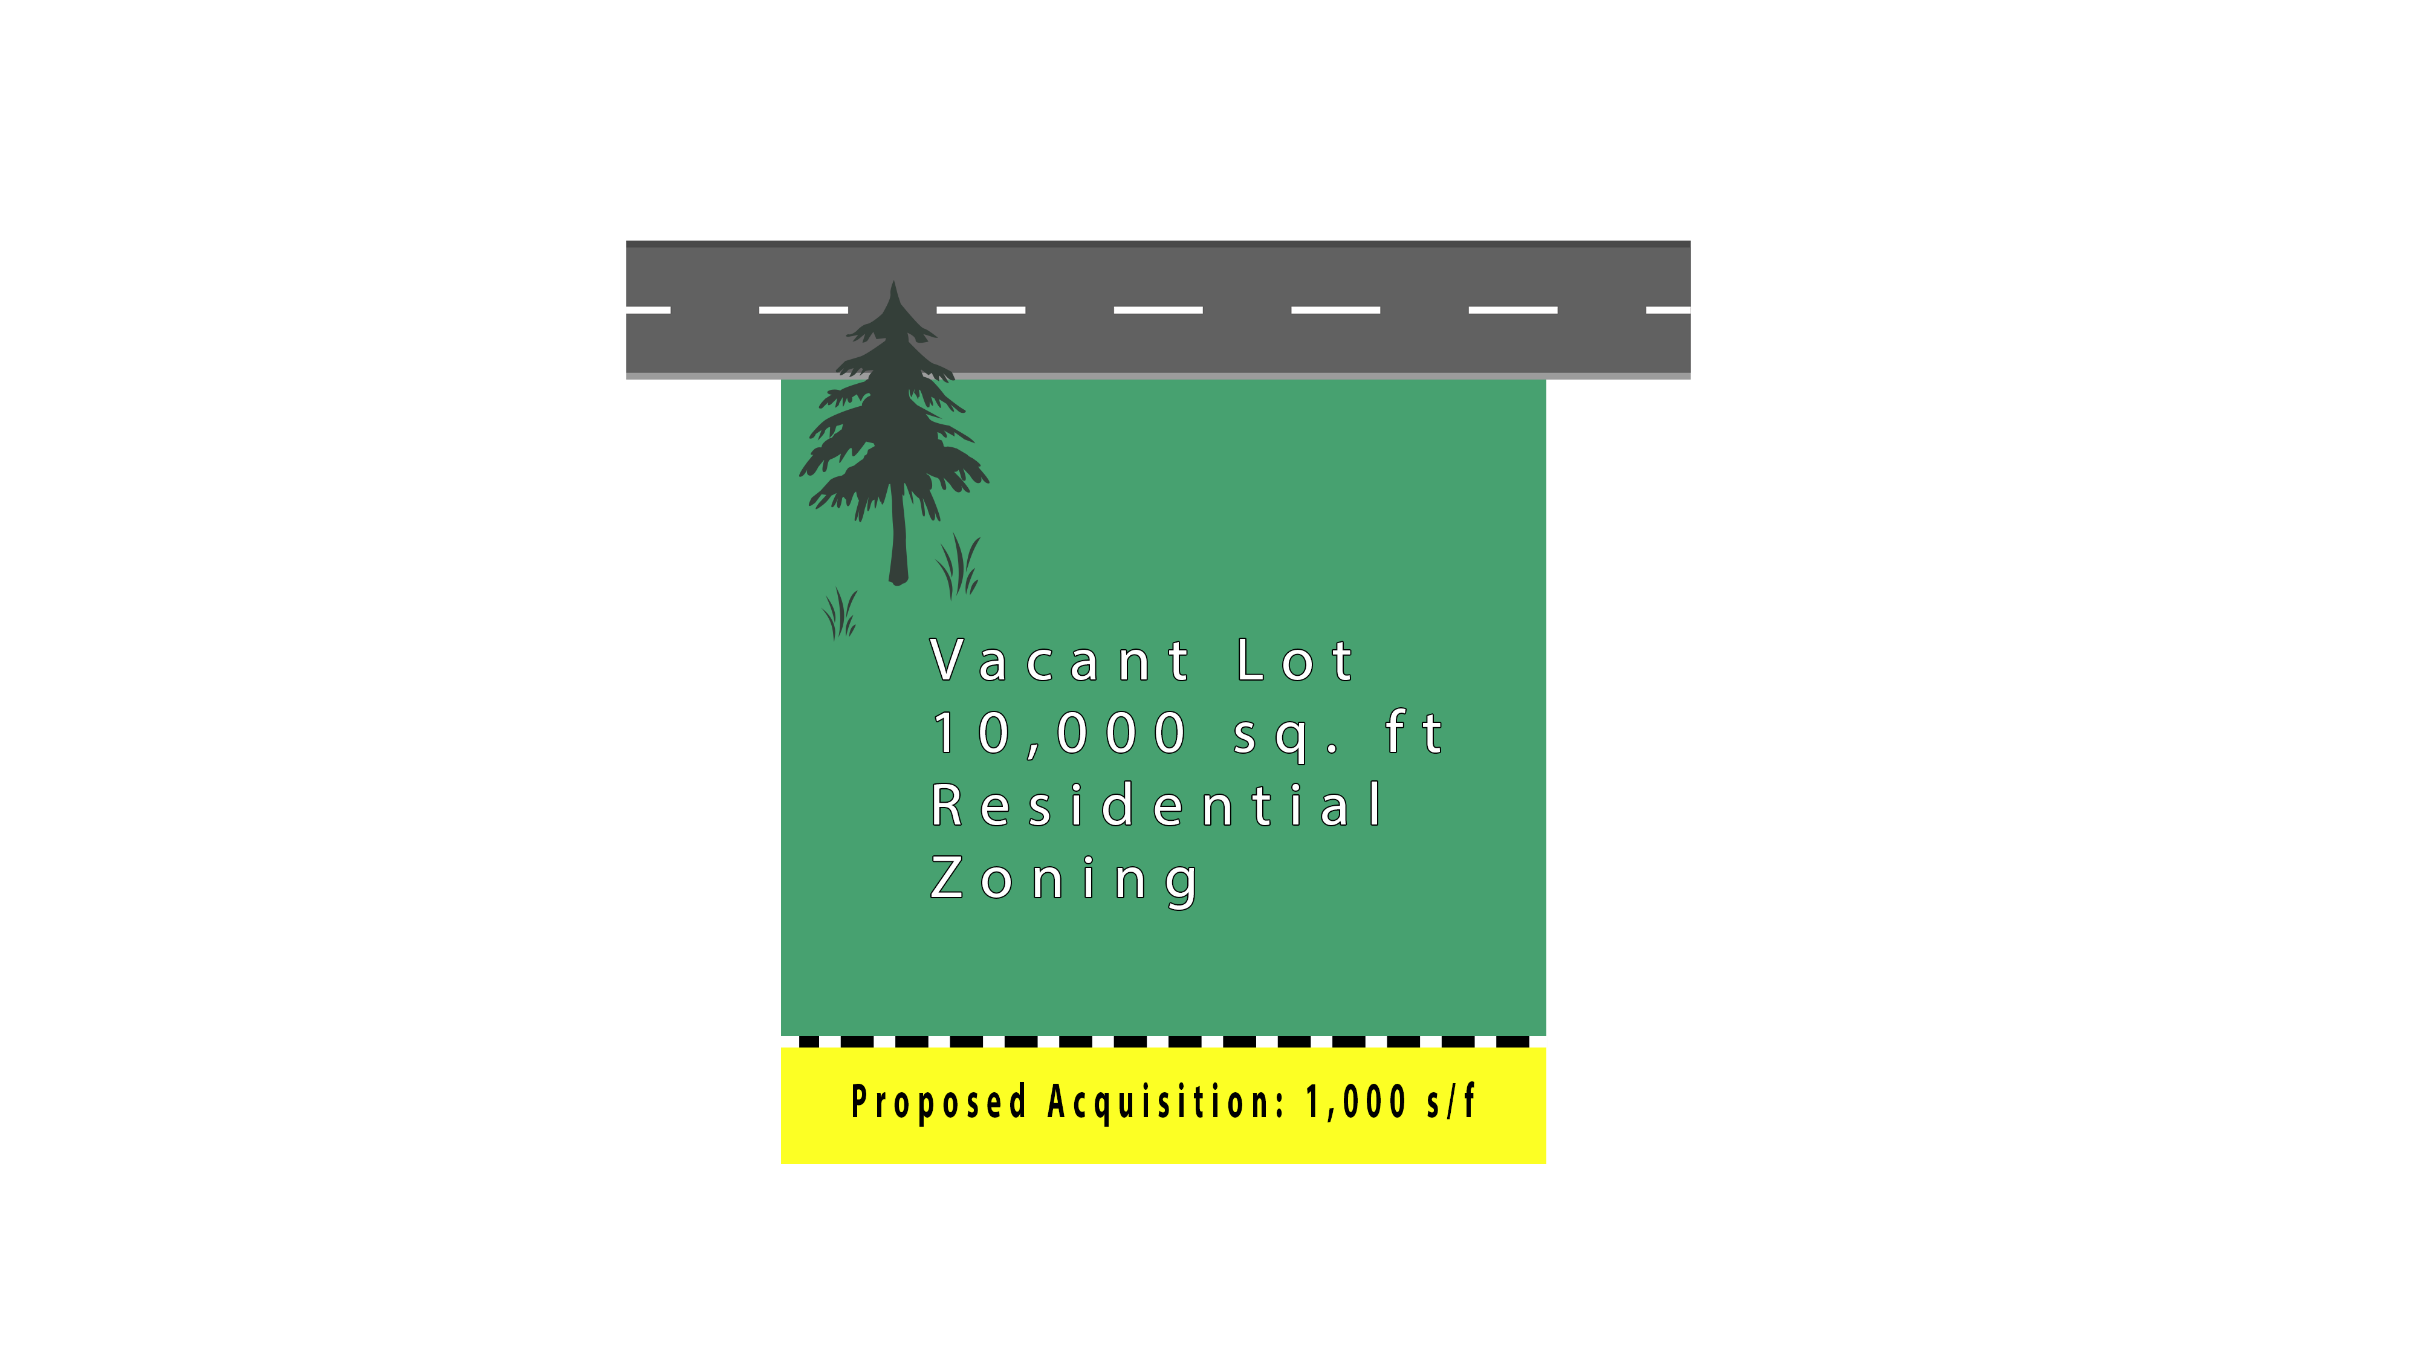 Vacant Lot
10,000 sq. ft
Residential
Zoning
Proposed Acquisition: 1,000 s/f